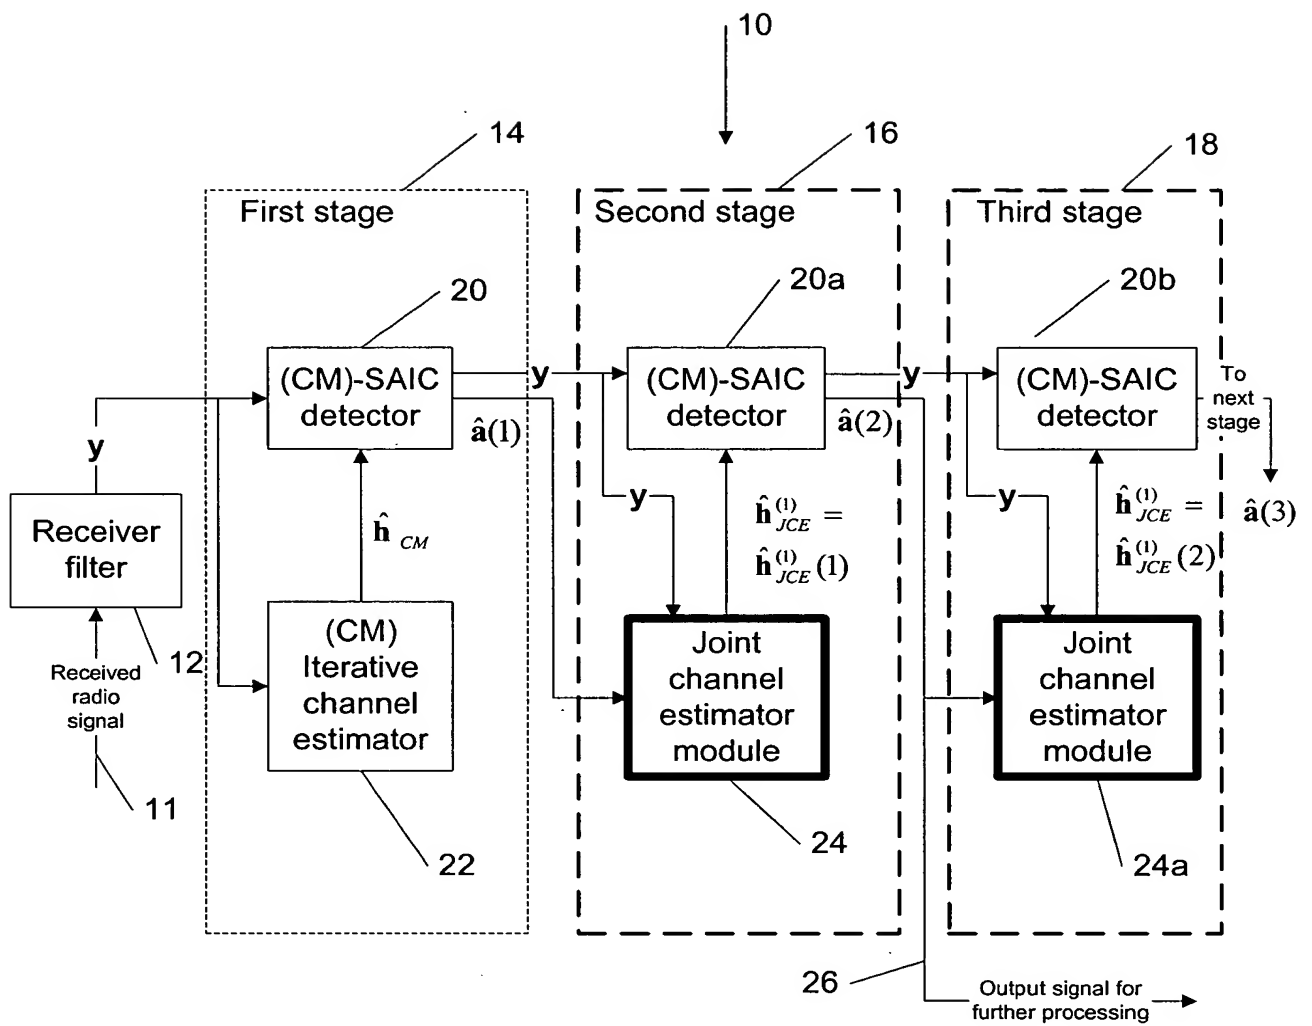 10
14
16
18
First stage
Second stage
Third stage
20
20a
20b
(CM)-SAIC
detector
y
(CM)-SAIC
detector
y
(CM)-SAIC
detector
To
next
stage
y
â(1)
â(2)
â(3)
Receiver
filter
ĥ CM
y
ĥ(1)JCE =
ĥ(1)JCE(1)
y
ĥ(1)JCE =
ĥ(1)JCE(2)
12
Received
radio
signal
11
(CM)
Iterative
channel
estimator
Joint
channel
estimator
module
Joint
channel
estimator
module
22
24
24a
26
Output signal for
further processing